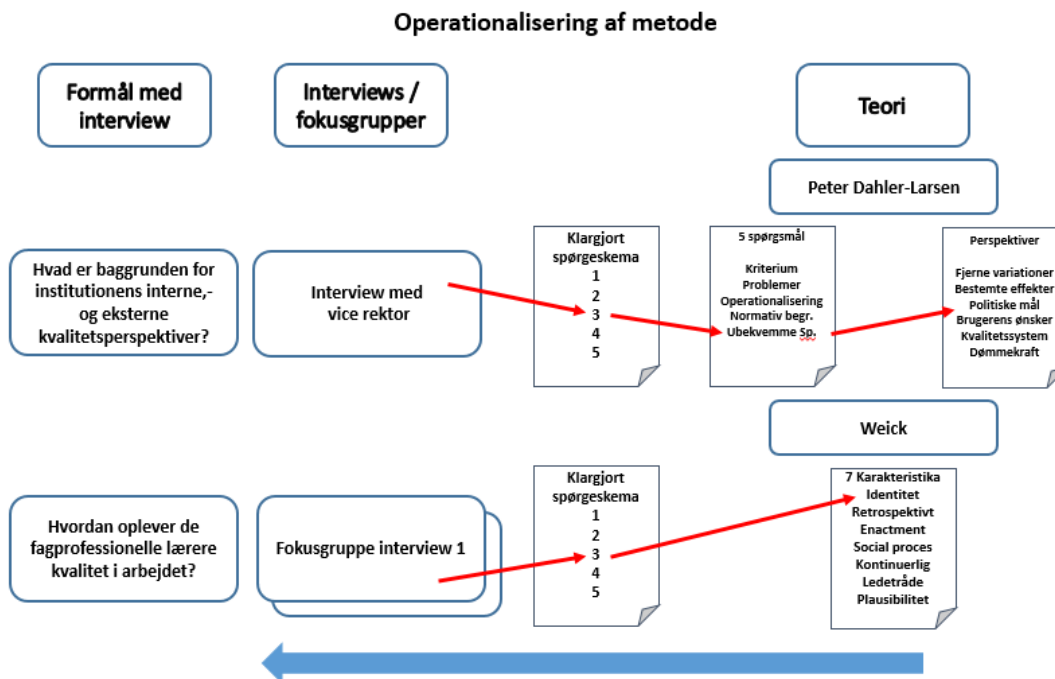 Operationalisering af metode
Formål med
interview
Interviews /
fokusgrupper
Teori
Peter Dahler-Larsen
Hvad er baggrunden for
institutionens interne,-
og eksterne
kvalitetsperspektiver?
Interview med
vice rektor
Klargjort
spørgeskema
1
2
3
4
5
5 spørgsmål
Kriterium
Problemer
Operationalisering
Normativ begr.
Ubekvemme Sp.
Perspektiver
Fjerne variationer
Bestemte effekter
Politiske mål
Brugerens ønsker
Kvalitetssystem
Dømmekraft
Weick
Hvordan oplever de
fagprofessionelle lærere
kvalitet i arbejdet?
Fokusgruppe interview 1
Klargjort
spørgeskema
1
2
3
4
5
7 Karakteristika
Identitet
Retrospektivt
Enactment
Social proces
Kontinuerlig
Ledetråde
Plausibilitet